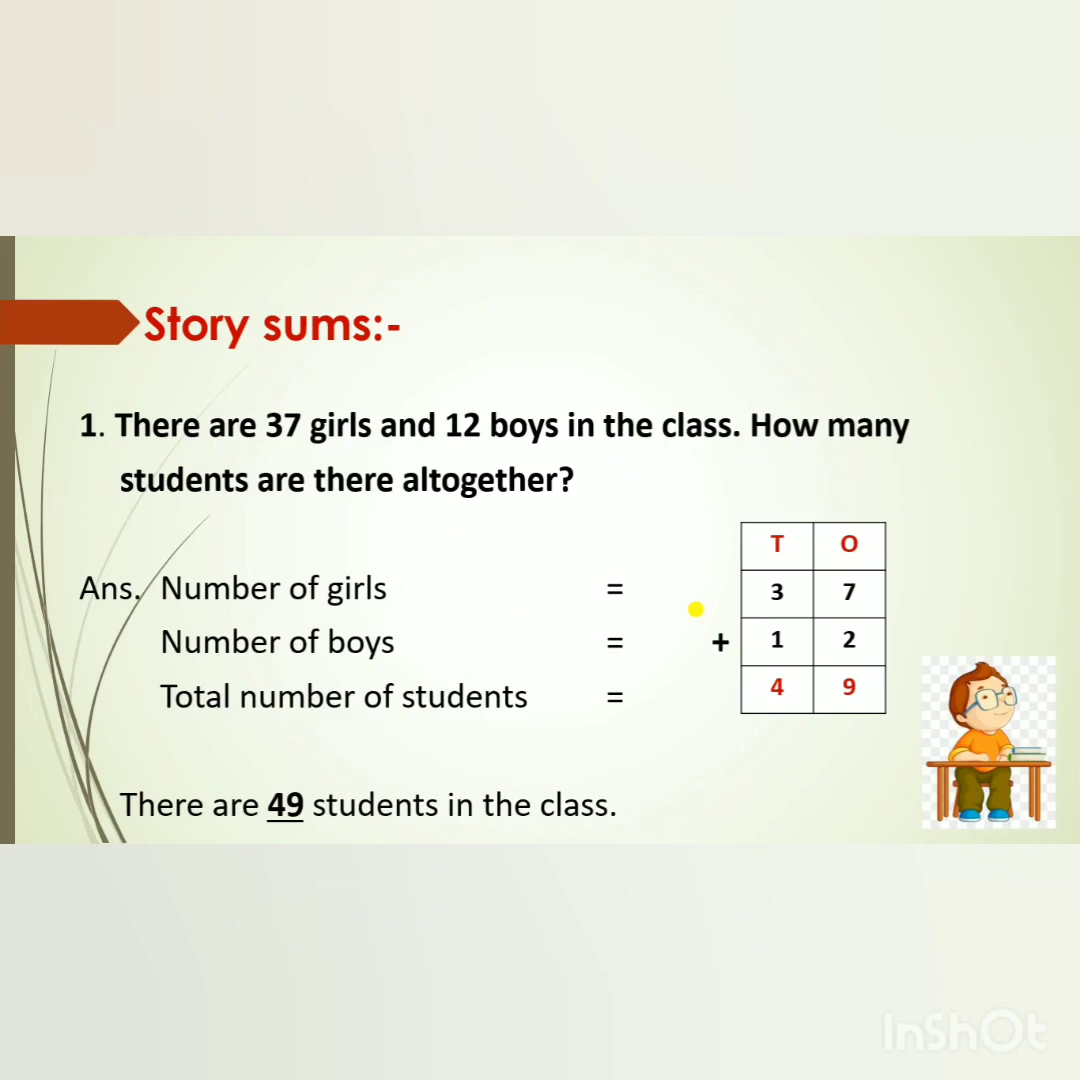 Story sums:-
1. There are 37 girls and 12 boys in the class. How many
students are there altogether?
T O
Ans. Number of girls = 3 7
Number of boys = + 1 2
Total number of students = 4 9
There are 49 students in the class.
InShOt